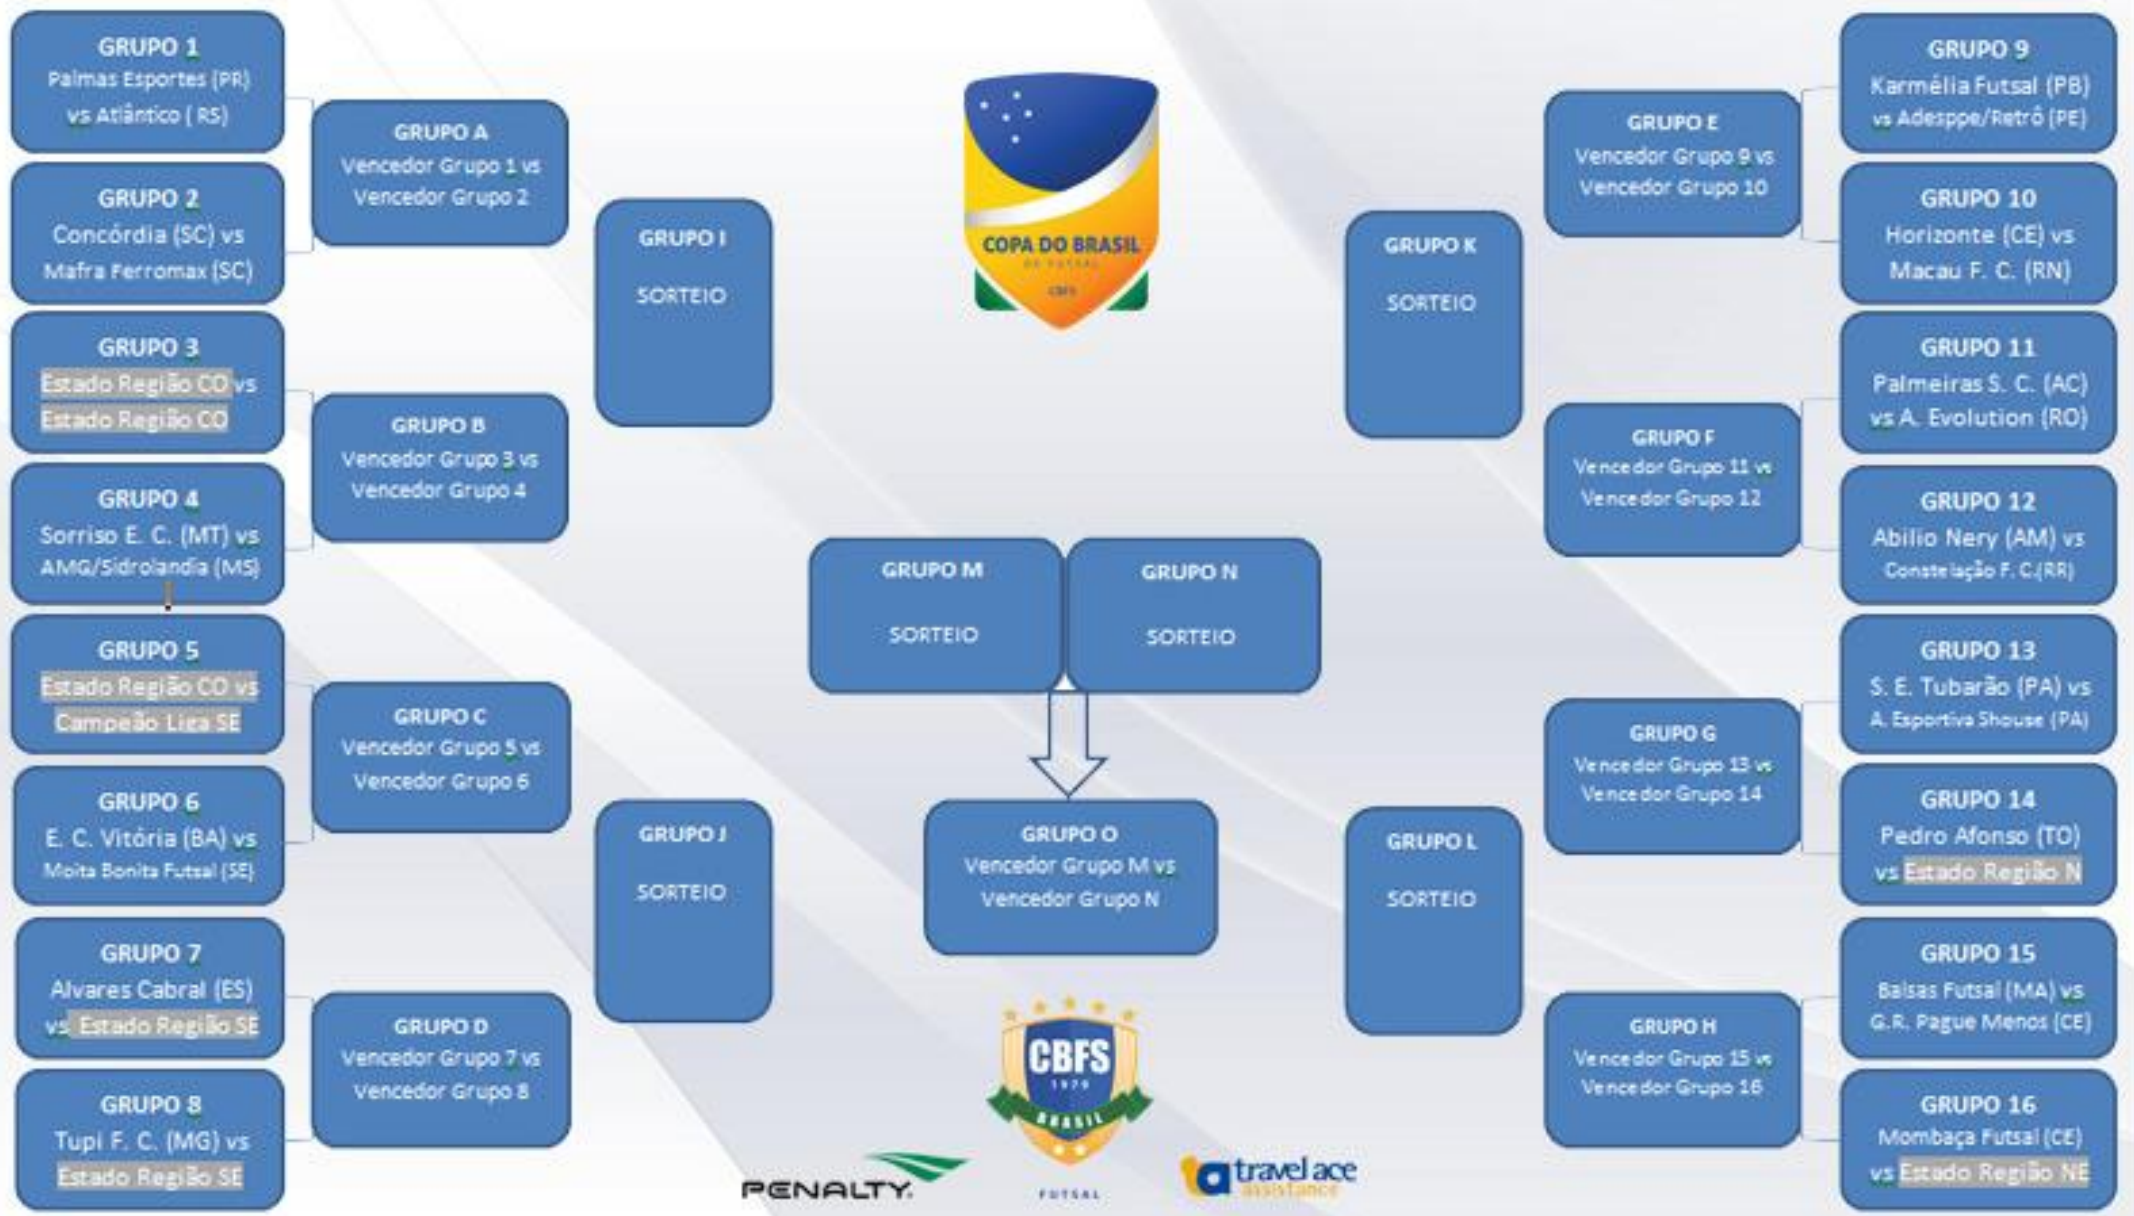 GRUPO 1
Palmas Esportes (PR)
vs Atlântico ( RS)
GRUPO 2
Concórdia (SC) vs
Mafra Ferromax (SC)
GRUPO 3
Estado Região CO vs
Estado Região CO
GRUPO 4
Sorriso E. C. (MT) vs
AMG/Sidrolandia (MS)
GRUPO 5
Estado Região CO vs
Campeão Liga SE
GRUPO 6
E. C. Vitória (BA) vs
Moita Bonita Futsal (SE)
GRUPO 7
Alvares Cabral (ES)
vs Estado Região SE
GRUPO 8
Tupi F. C. (MG) vs
Estado Região SE
GRUPO A
Vencedor Grupo 1 vs
Vencedor Grupo 2
GRUPO B
Vencedor Grupo 3 vs
Vencedor Grupo 4
GRUPO C
Vencedor Grupo 5 vs
Vencedor Grupo 6
GRUPO D
Vencedor Grupo 7 vs
Vencedor Grupo 8
GRUPO I
SORTEIO
GRUPO J
SORTEIO
COPA DO BRASIL
DE FUTSAL
CBFS
GRUPO M
SORTEIO
GRUPO N
SORTEIO
GRUPO O
Vencedor Grupo M vs
Vencedor Grupo N
CBFS
1979
BRASIL
FUTSAL
PENALTY
travel ace
assistance
GRUPO K
SORTEIO
GRUPO L
SORTEIO
GRUPO E
Vencedor Grupo 9 vs
Vencedor Grupo 10
GRUPO F
Vencedor Grupo 11 vs
Vencedor Grupo 12
GRUPO G
Vencedor Grupo 13 vs
Vencedor Grupo 14
GRUPO H
Vencedor Grupo 15 vs
Vencedor Grupo 16
GRUPO 9
Karmélia Futsal (PB)
vs Adesppe/Retrô (PE)
GRUPO 10
Horizonte (CE) vs
Macau F. C. (RN)
GRUPO 11
Palmeiras S. C. (AC)
vs A. Evolution (RO)
GRUPO 12
Abilio Nery (AM) vs
Constelação F. C.(RR)
GRUPO 13
S. E. Tubarão (PA) vs
A. Esportiva Shouse (PA)
GRUPO 14
Pedro Afonso (TO)
vs Estado Região N
GRUPO 15
Balsas Futsal (MA) vs
G.R. Pague Menos (CE)
GRUPO 16
Mombaça Futsal (CE)
vs Estado Região NE